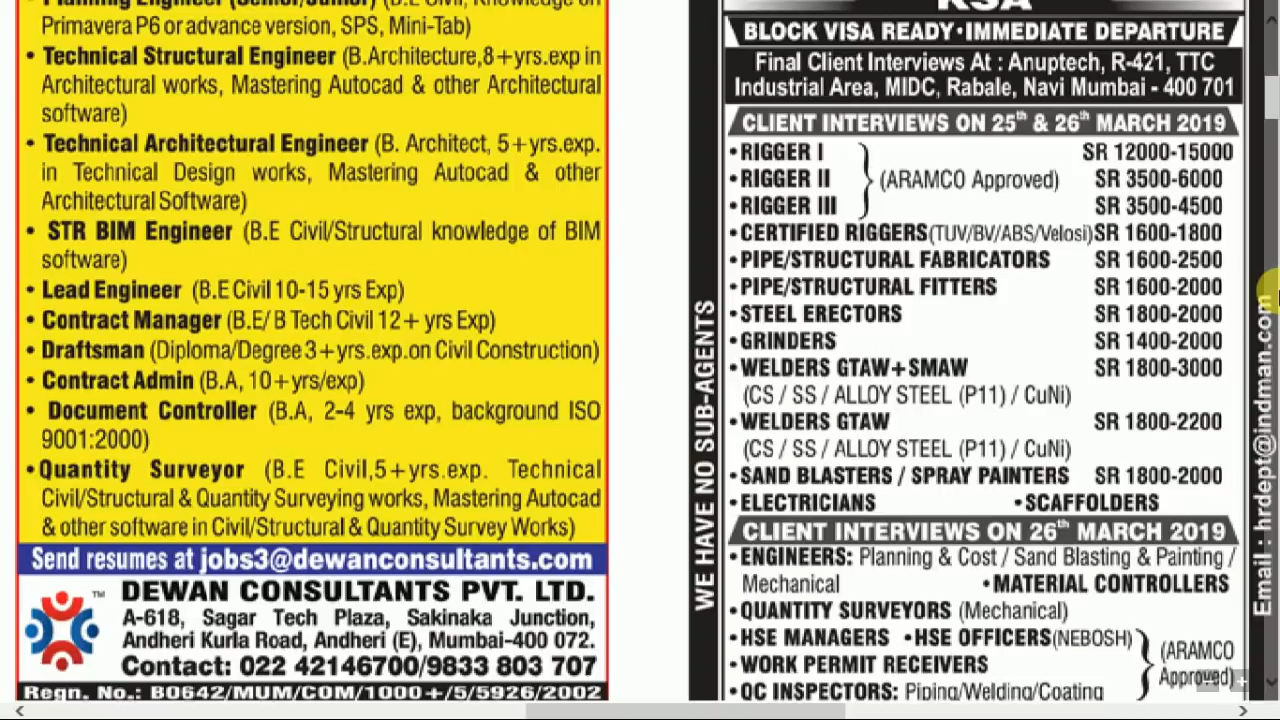 Planning Engineer (Senior/Junior) (B.E Civil, Knowledge on
Primavera P6 or advance version, SPS, Mini-Tab)
• Technical Structural Engineer (B.Architecture,8+yrs.exp in
Architectural works, Mastering Autocad & other Architectural
software)
• Technical Architectural Engineer (B. Architect, 5+yrs.exp.
in Technical Design works, Mastering Autocad & other
Architectural Software)
• STR BIM Engineer (B.E Civil/Structural knowledge of BIM
software)
• Lead Engineer (B.E Civil 10-15 yrs Exp)
• Contract Manager (B.E/ B Tech Civil 12+ yrs Exp)
• Draftsman (Diploma/Degree 3+yrs.exp.on Civil Construction)
• Contract Admin (B.A, 10+yrs/exp)
• Document Controller (B.A, 2-4 yrs exp, background ISO
9001:2000)
• Quantity Surveyor (B.E Civil,5+yrs.exp. Technical
Civil/Structural & Quantity Surveying works, Mastering Autocad
& other software in Civil/Structural & Quantity Survey Works)
Send resumes at jobs3@dewanconsultants.com
TM
DEWAN CONSULTANTS PVT. LTD.
A-618, Sagar Tech Plaza, Sakinaka Junction,
Andheri Kurla Road, Andheri (E), Mumbai-400 072.
Contact: 022 42146700/9833 803 707
Regn. No.: B0642/MUM/COM/1000+/5/5926/2002
WE HAVE NO SUB-AGENTS
KSA
BLOCK VISA READY • IMMEDIATE DEPARTURE
Final Client Interviews At : Anuptech, R-421, TTC
Industrial Area, MIDC, Rabale, Navi Mumbai - 400 701
CLIENT INTERVIEWS ON 25th & 26th MARCH 2019
• RIGGER I SR 12000-15000
• RIGGER II (ARAMCO Approved) SR 3500-6000
• RIGGER III SR 3500-4500
• CERTIFIED RIGGERS(TUV/BV/ABS/Velosi) SR 1600-1800
• PIPE/STRUCTURAL FABRICATORS SR 1600-2500
• PIPE/STRUCTURAL FITTERS SR 1600-2000
• STEEL ERECTORS SR 1800-2000
• GRINDERS SR 1400-2000
• WELDERS GTAW+SMAW SR 1800-3000
(CS / SS / ALLOY STEEL (P11) / CuNi)
• WELDERS GTAW SR 1800-2200
(CS / SS / ALLOY STEEL (P11) / CuNi)
• SAND BLASTERS / SPRAY PAINTERS SR 1800-2000
• ELECTRICIANS • SCAFFOLDERS
CLIENT INTERVIEWS ON 26th MARCH 2019
• ENGINEERS: Planning & Cost / Sand Blasting & Painting /
Mechanical • MATERIAL CONTROLLERS
• QUANTITY SURVEYORS (Mechanical)
• HSE MANAGERS • HSE OFFICERS(NEBOSH)
• WORK PERMIT RECEIVERS (ARAMCO
• QC INSPECTORS: Piping/Welding/Coating Approved)
Email : hrdept@indman.com